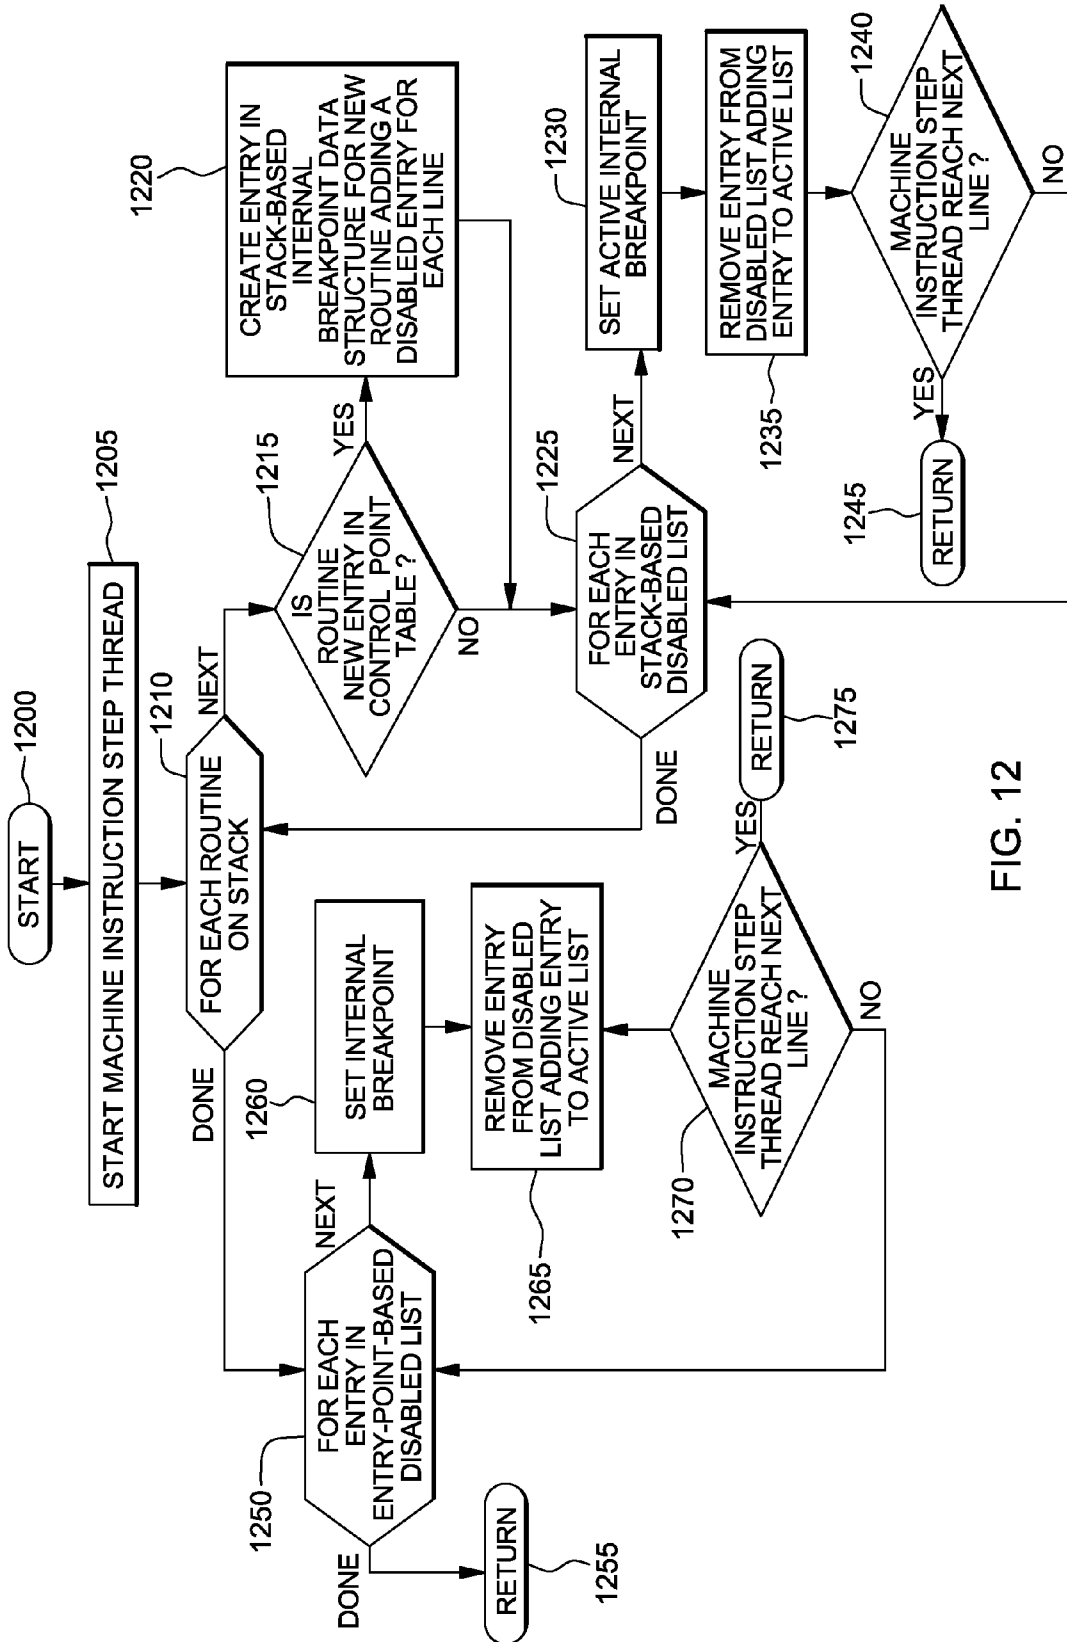 START
1200
START MACHINE INSTRUCTION STEP THREAD
1205
FOR EACH ROUTINE
ON STACK
1210
NEXT
DONE
IS
ROUTINE
NEW ENTRY IN
CONTROL POINT
TABLE ?
1215
YES
NO
CREATE ENTRY IN
STACK-BASED
INTERNAL
BREAKPOINT DATA
STRUCTURE FOR NEW
ROUTINE ADDING A
DISABLED ENTRY FOR
EACH LINE
1220
FOR EACH
ENTRY IN
STACK-BASED
DISABLED LIST
1225
NEXT
DONE
SET ACTIVE INTERNAL
BREAKPOINT
1230
REMOVE ENTRY FROM
DISABLED LIST ADDING
ENTRY TO ACTIVE LIST
1235
MACHINE
INSTRUCTION STEP
THREAD REACH NEXT
LINE ?
1240
YES
NO
RETURN
1245
FOR EACH
ENTRY IN
ENTRY-POINT-BASED
DISABLED LIST
1250
NEXT
DONE
RETURN
1255
SET INTERNAL
BREAKPOINT
1260
REMOVE ENTRY
FROM DISABLED
LIST ADDING ENTRY
TO ACTIVE LIST
1265
MACHINE
INSTRUCTION STEP
THREAD REACH NEXT
LINE ?
1270
YES
NO
RETURN
1275
FIG. 12